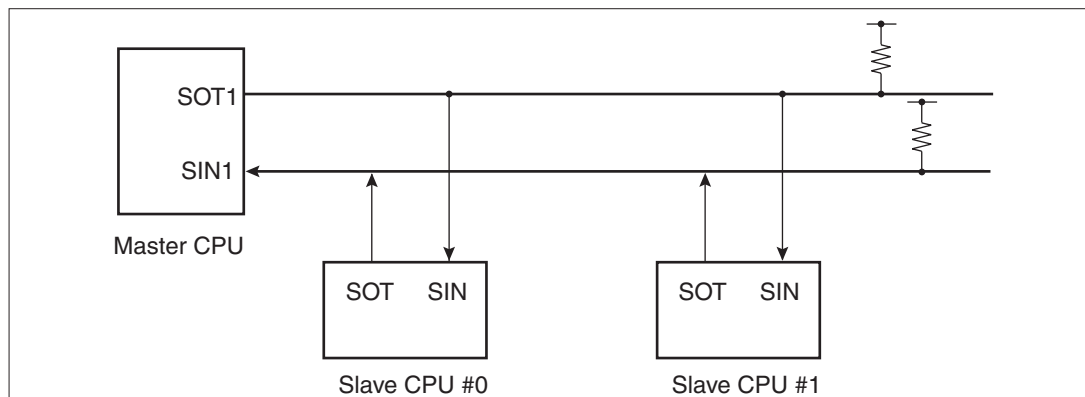 SOT1
SIN1
Master CPU
SOT SIN
Slave CPU #0
SOT SIN
Slave CPU #1